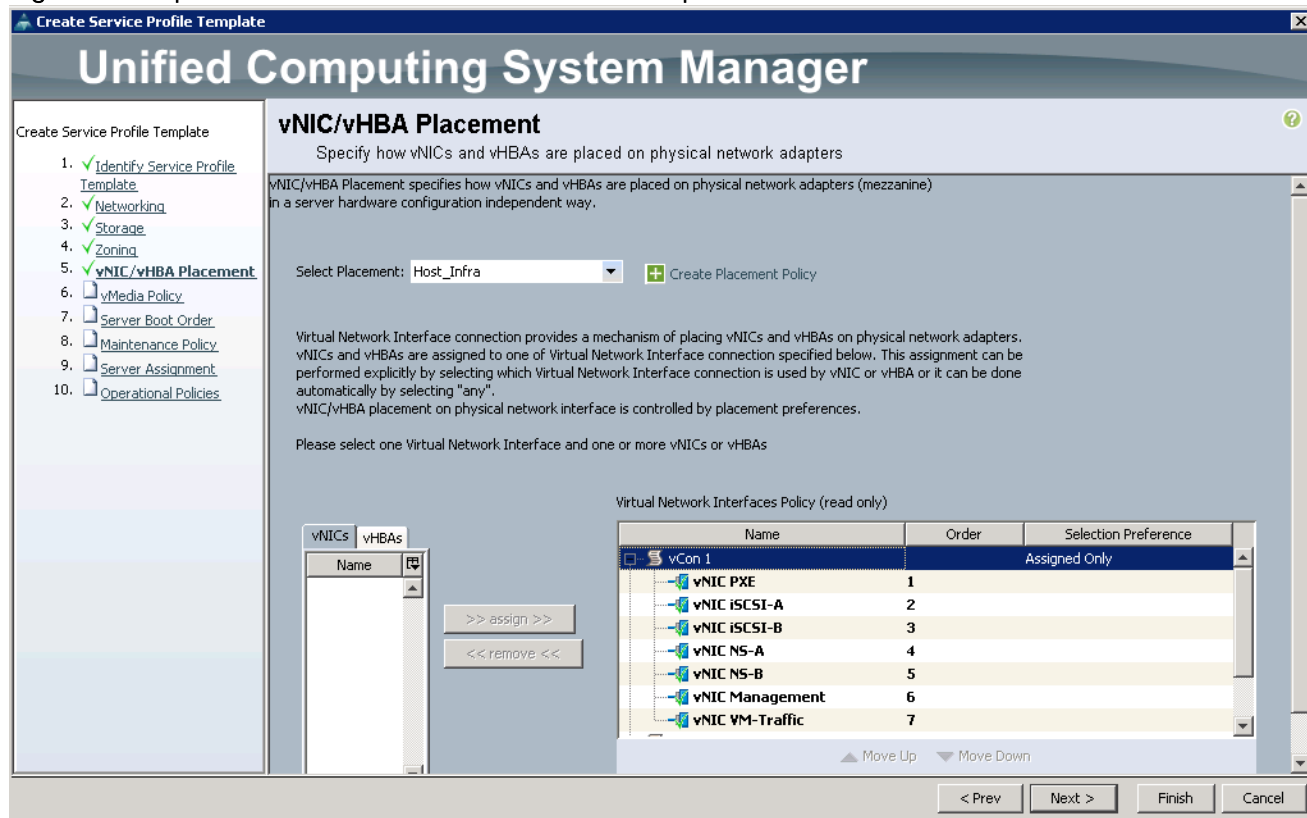 Create Service Profile Template
Unified Computing System Manager
Create Service Profile Template
1. Identify Service Profile
Template
2. Networking
3. Storage
4. Zoning
5. vNIC/vHBA Placement
6. vMedia Policy
7. Server Boot Order
8. Maintenance Policy
9. Server Assignment
10. Operational Policies
vNIC/vHBA Placement
Specify how vNICs and vHBAs are placed on physical network adapters
vNIC/vHBA Placement specifies how vNICs and vHBAs are placed on physical network adapters (mezzanine)
in a server hardware configuration independent way.
Select Placement: Host_Infra Create Placement Policy
Virtual Network Interface connection provides a mechanism of placing vNICs and vHBAs on physical network adapters.
vNICs and vHBAs are assigned to one of Virtual Network Interface connection specified below. This assignment can be
performed explicitly by selecting which Virtual Network Interface connection is used by vNIC or vHBA or it can be done
automatically by selecting "any".
vNIC/vHBA placement on physical network interface is controlled by placement preferences.
Please select one Virtual Network Interface and one or more vNICs or vHBAs
vNICs vHBAs
Name
>> assign >>
<< remove <<
Virtual Network Interfaces Policy (read only)
Name Order Selection Preference
vCon 1 Assigned Only
vNIC PXE 1
vNIC iSCSI-A 2
vNIC iSCSI-B 3
vNIC NS-A 4
vNIC NS-B 5
vNIC Management 6
vNIC VM-Traffic 7
Move Up Move Down
< Prev Next > Finish Cancel